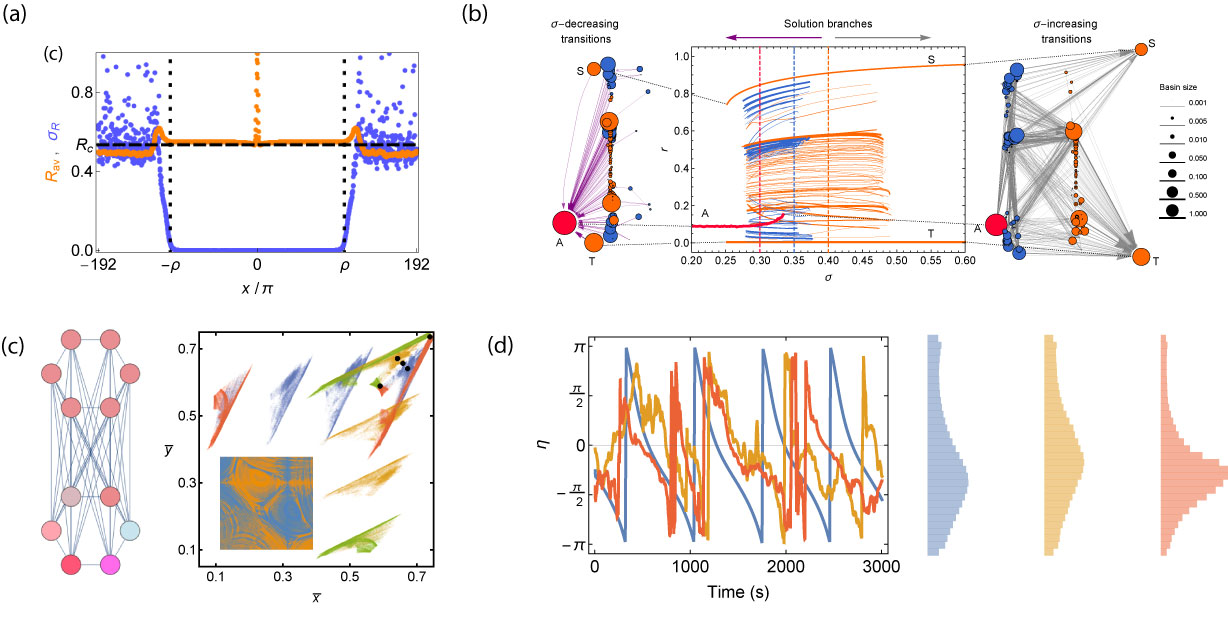 (a)
(c)
0.8
0.4
0.0
R_c
R_av , σ_R
−192
−ρ
0
ρ
192
x / π
(b)
σ−decreasing
transitions
Solution branches
σ−increasing
transitions
S
A
T
1.0
0.8
0.6
0.4
0.2
0.0
r
S
A
T
0.20
0.25
0.30
0.35
0.40
0.45
0.50
0.55
0.60
σ
S
A
T
Basin size
0.001
0.005
0.010
0.050
0.100
0.500
1.000
(c)
0.7
0.5
0.3
0.1
y̅
0.1
0.3
0.5
0.7
x̅
(d)
π
π/2
0
−π/2
−π
η
0
1000
2000
3000
Time (s)